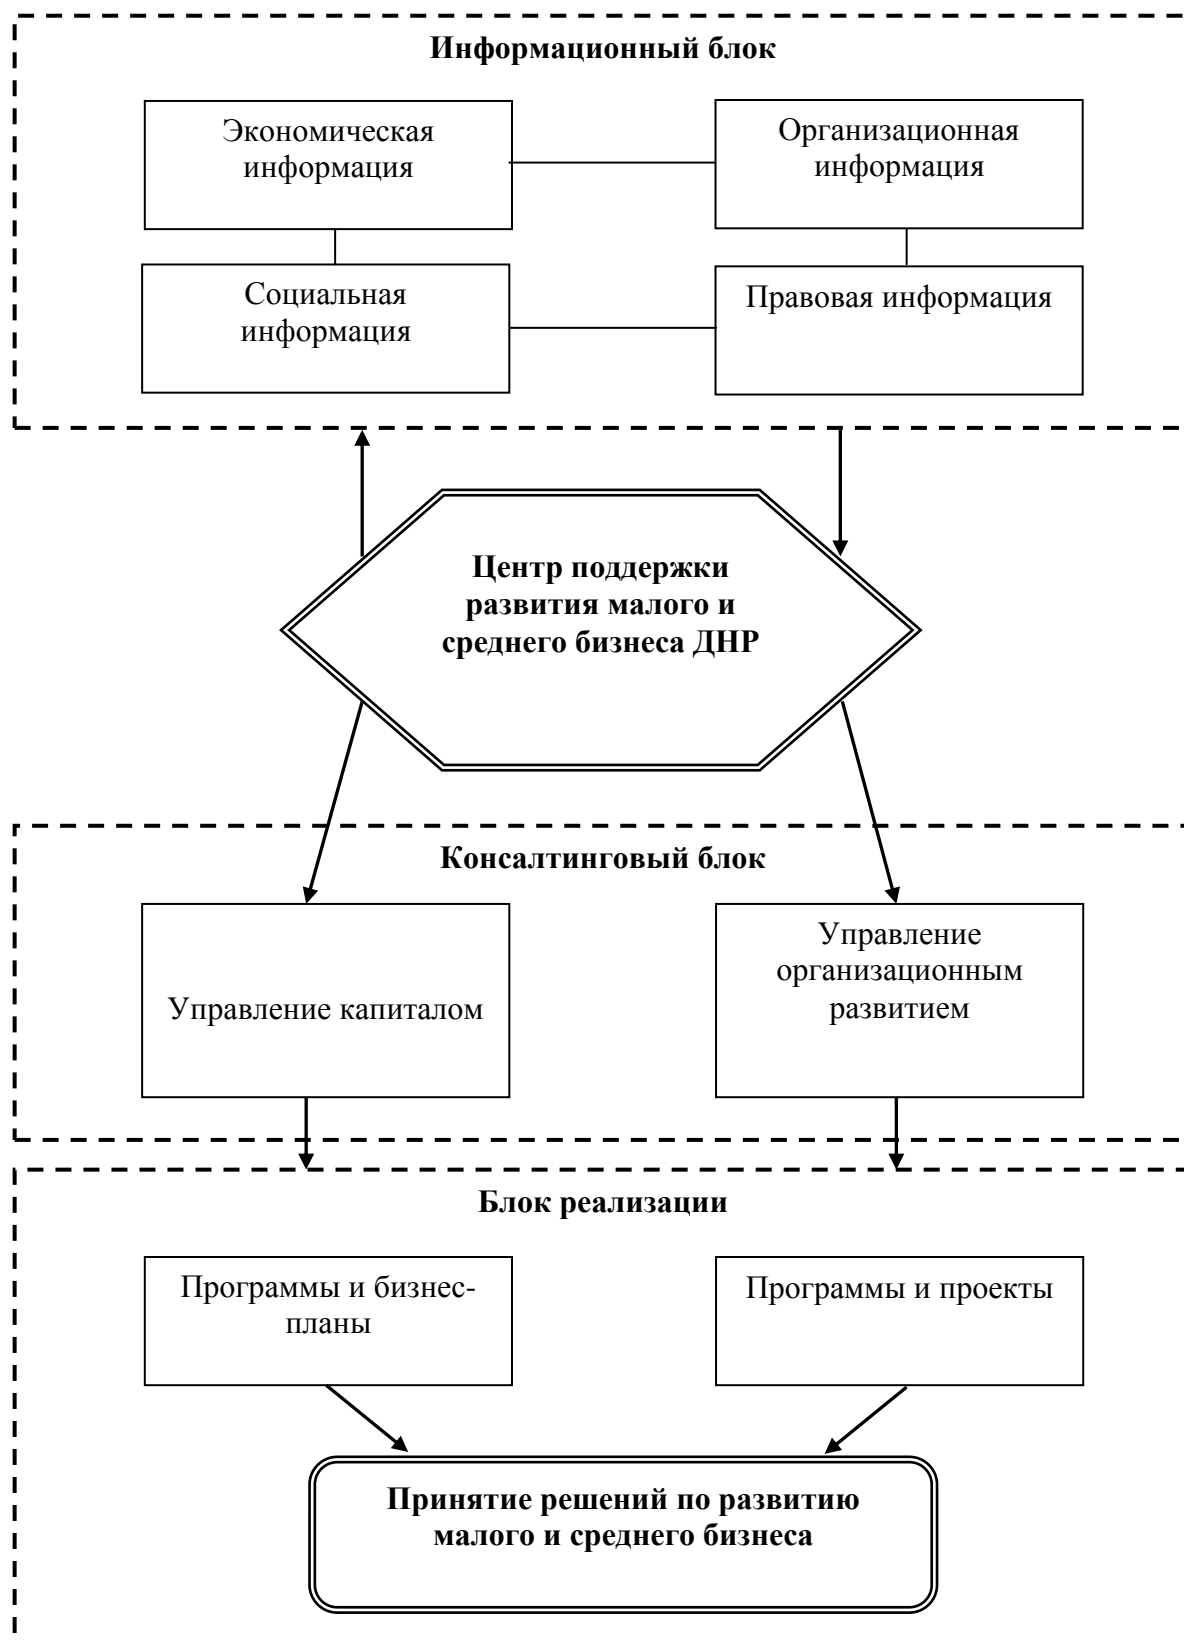 Информационный блок
Экономическая
информация
Организационная
информация
Социальная
информация
Правовая информация
Центр поддержки
развития малого и
среднего бизнеса ДНР
Консалтинговый блок
Управление капиталом
Управление
организационным
развитием
Блок реализации
Программы и бизнес-
планы
Программы и проекты
Принятие решений по развитию
малого и среднего бизнеса